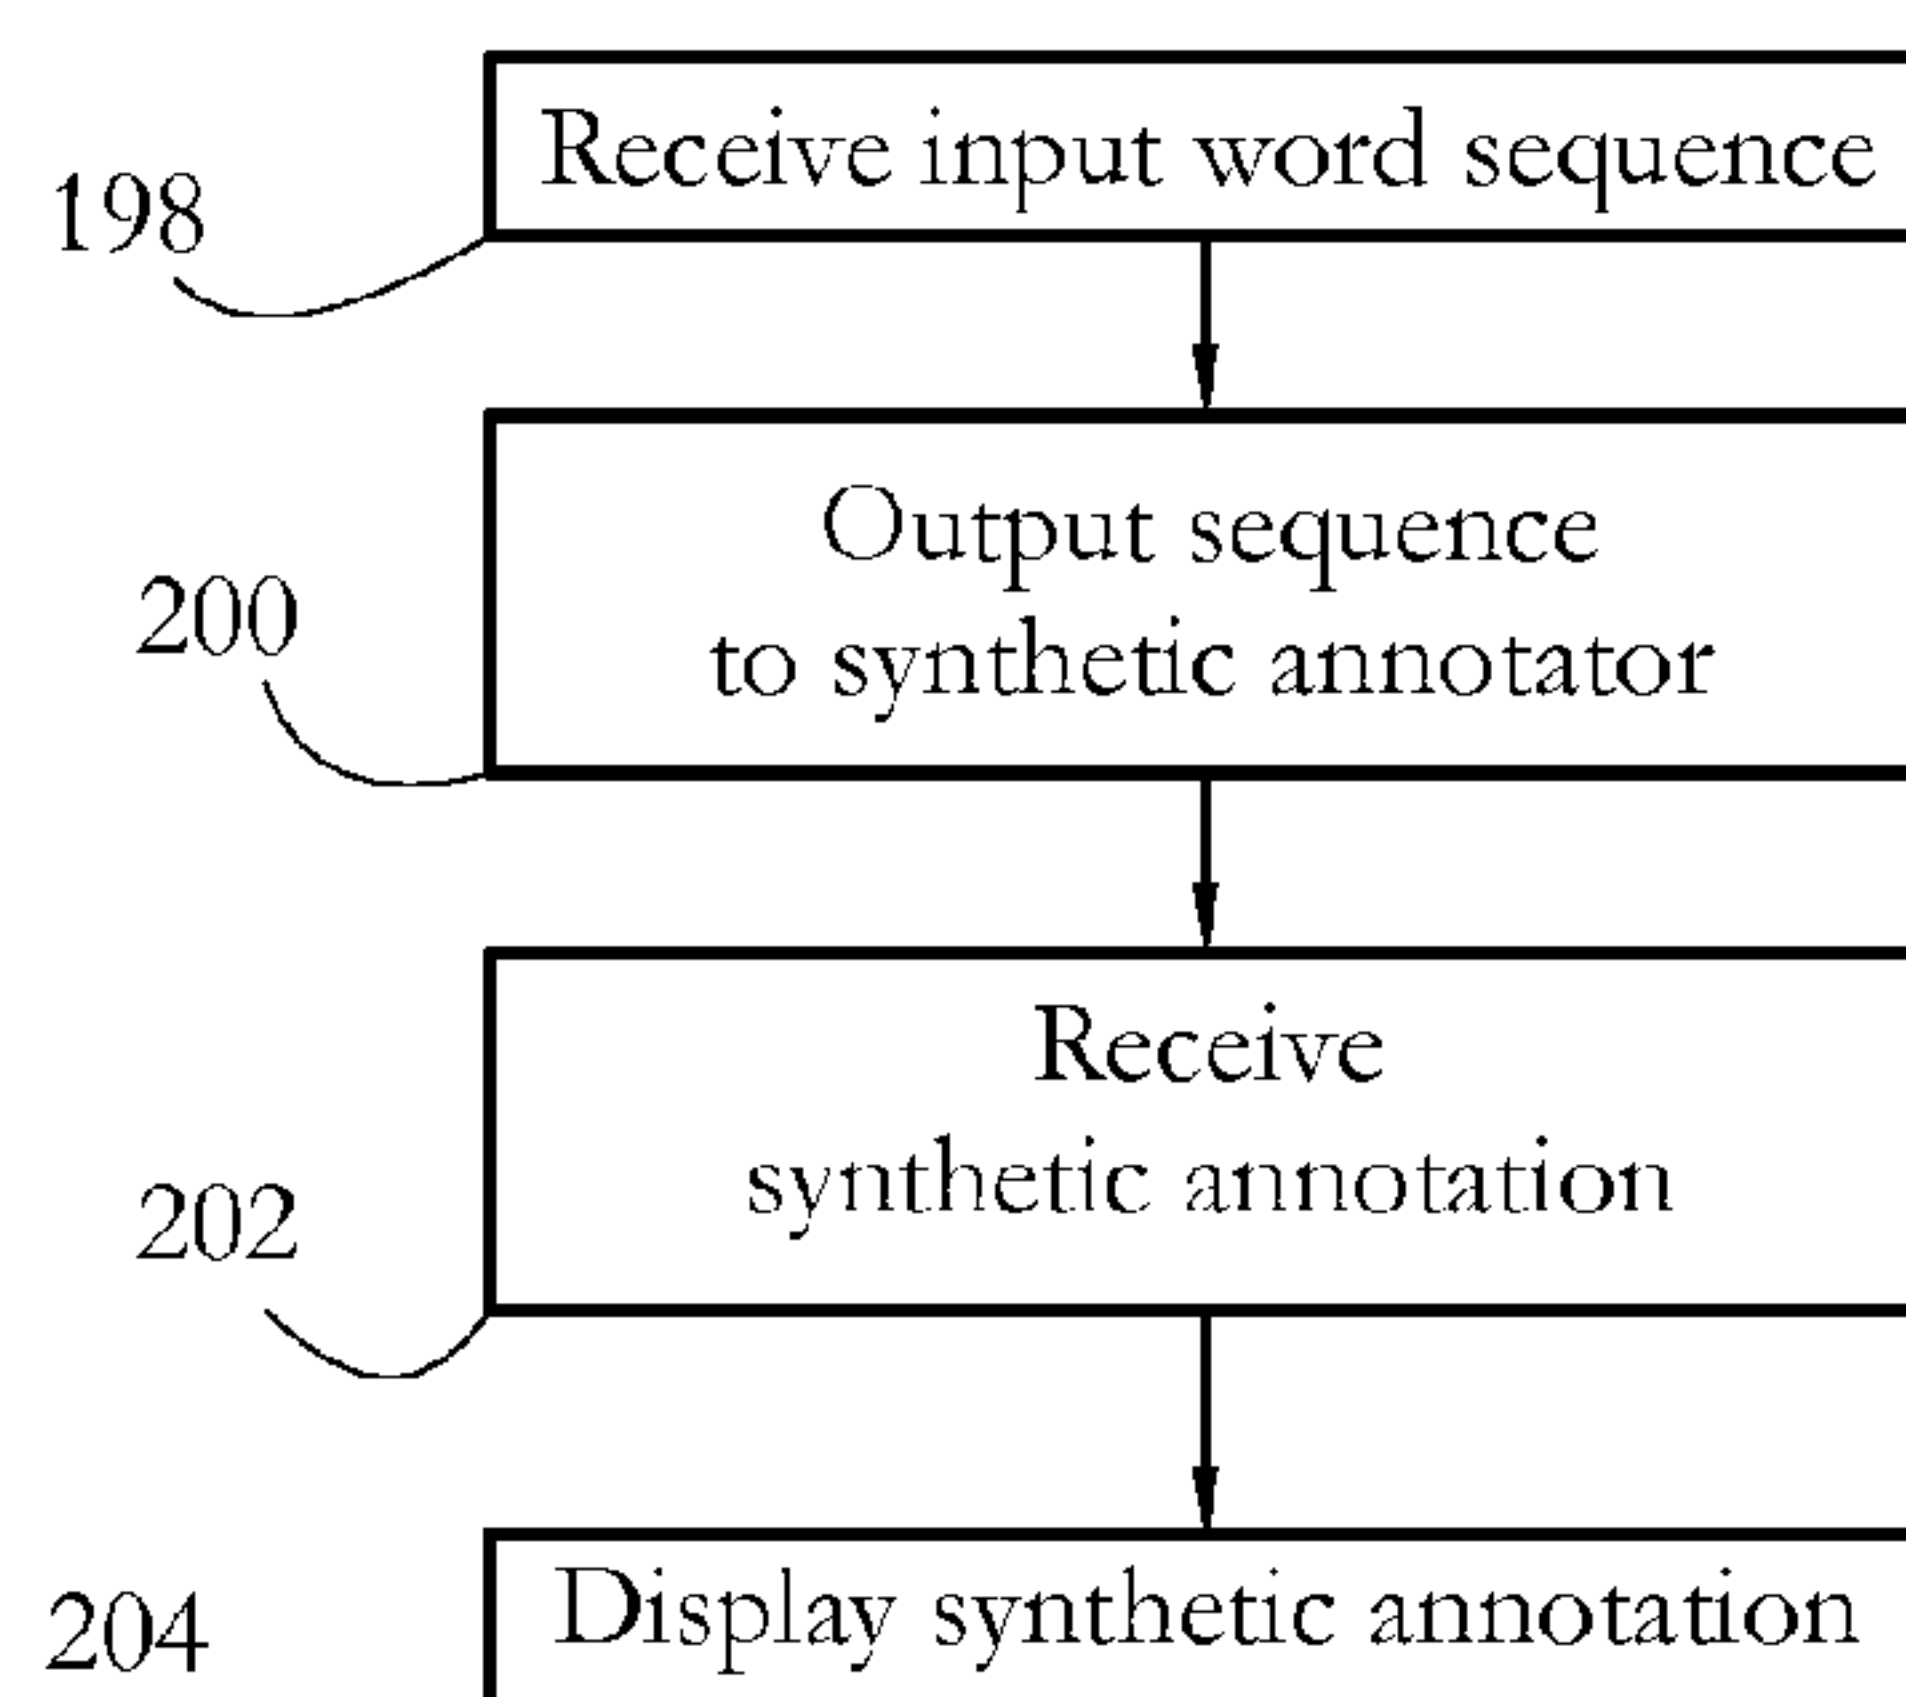 Receive input word sequence
198
Output sequence
200
to synthetic annotator
Receive
synthetic annotation
202
Display synthetic annotation
204